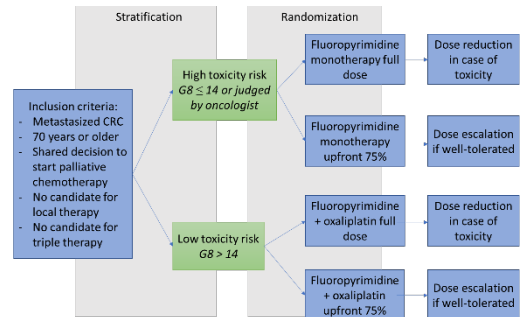 Stratification
Randomization
Inclusion criteria:
- Metastasized CRC
- 70 years or older
- Shared decision to
start palliative
chemotherapy
- No candidate for
local therapy
- No candidate for
triple therapy
High toxicity risk
G8 ≤ 14 or judged
by oncologist
Low toxicity risk
G8 > 14
Fluoropyrimidine
monotherapy full
dose
Dose reduction
in case of
toxicity
Fluoropyrimidine
monotherapy
upfront 75%
Dose escalation
if well-tolerated
Fluoropyrimidine
+ oxaliplatin full
dose
Dose reduction
in case of
toxicity
Fluoropyrimidine
+ oxaliplatin
upfront 75%
Dose escalation
if well-tolerated